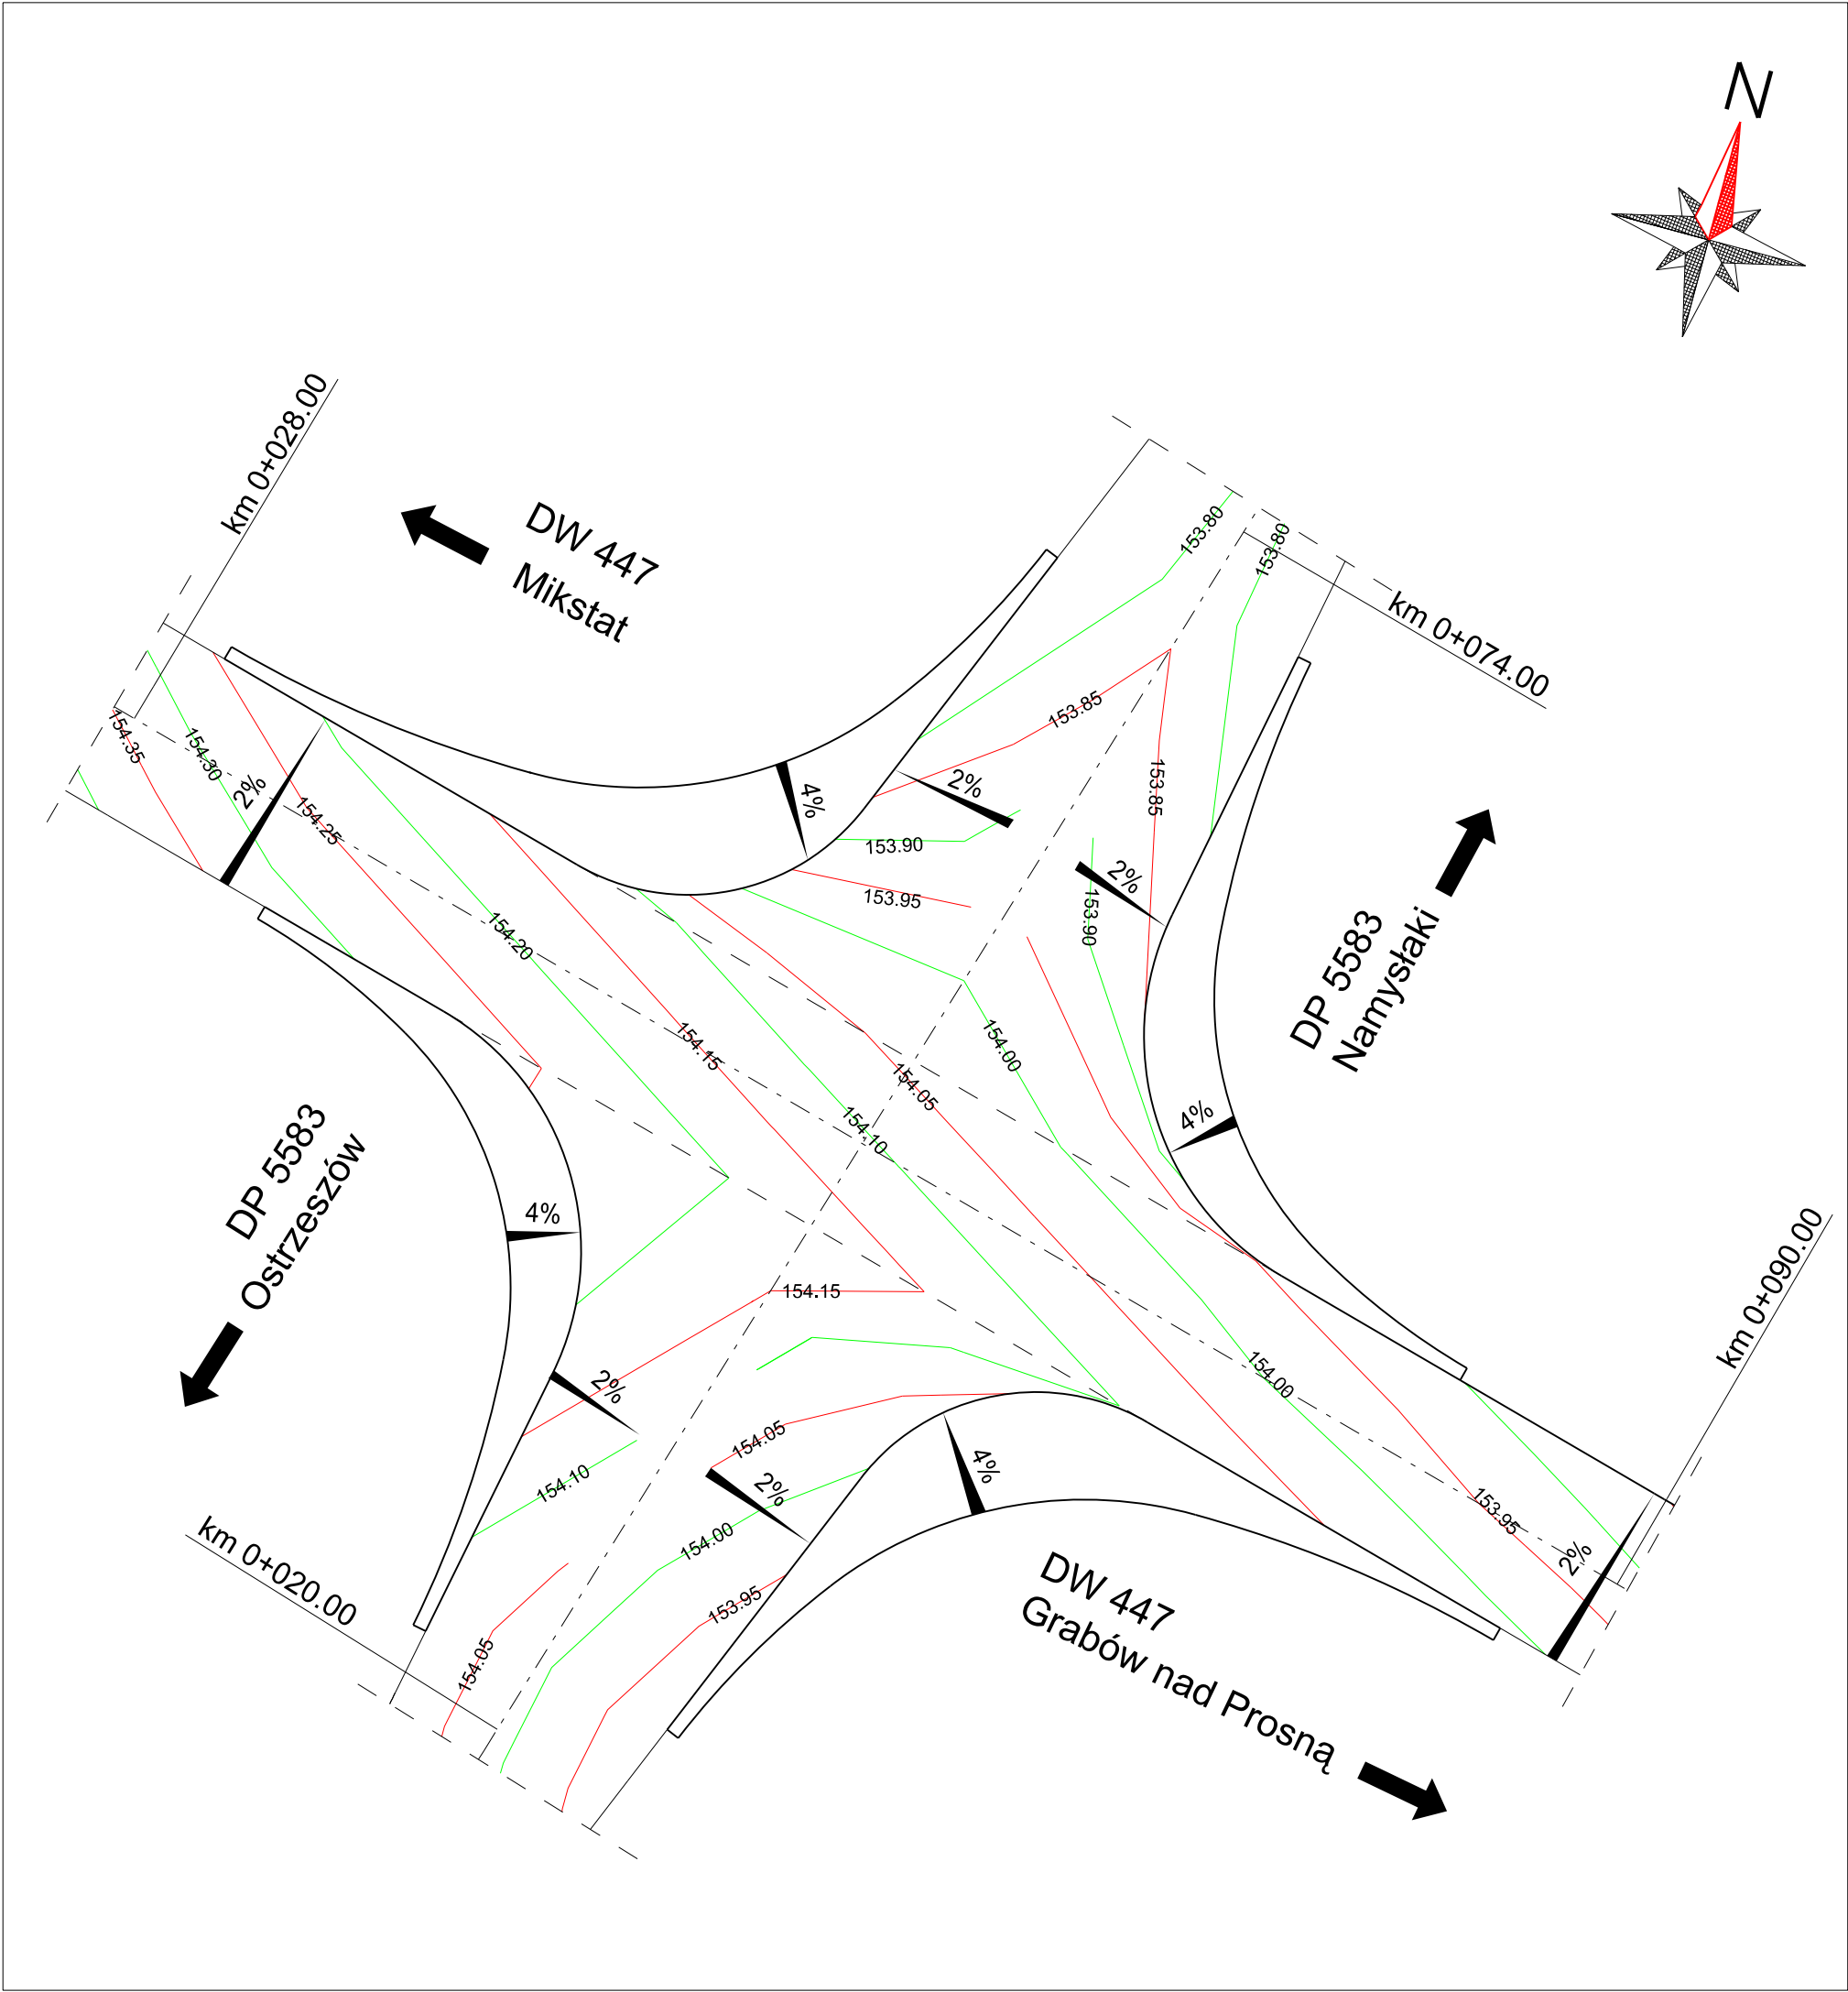 N
km 0+028.00
DW 447
Mikstat
153.80
153.80
km 0+074.00
154.35
154.30
2%
154.25
153.85
153.85
2%
4%
153.90
153.95
2%
153.90
154.20
154.15
154.05
154.00
154.10
DP 5583
Namysłaki
4%
DP 5583
Ostrzeszów
4%
154.15
km 0+090.00
2%
154.00
154.05
154.10
2%
4%
154.00
153.95
2%
153.95
km 0+020.00
154.05
DW 447
Grabów nad Prosną